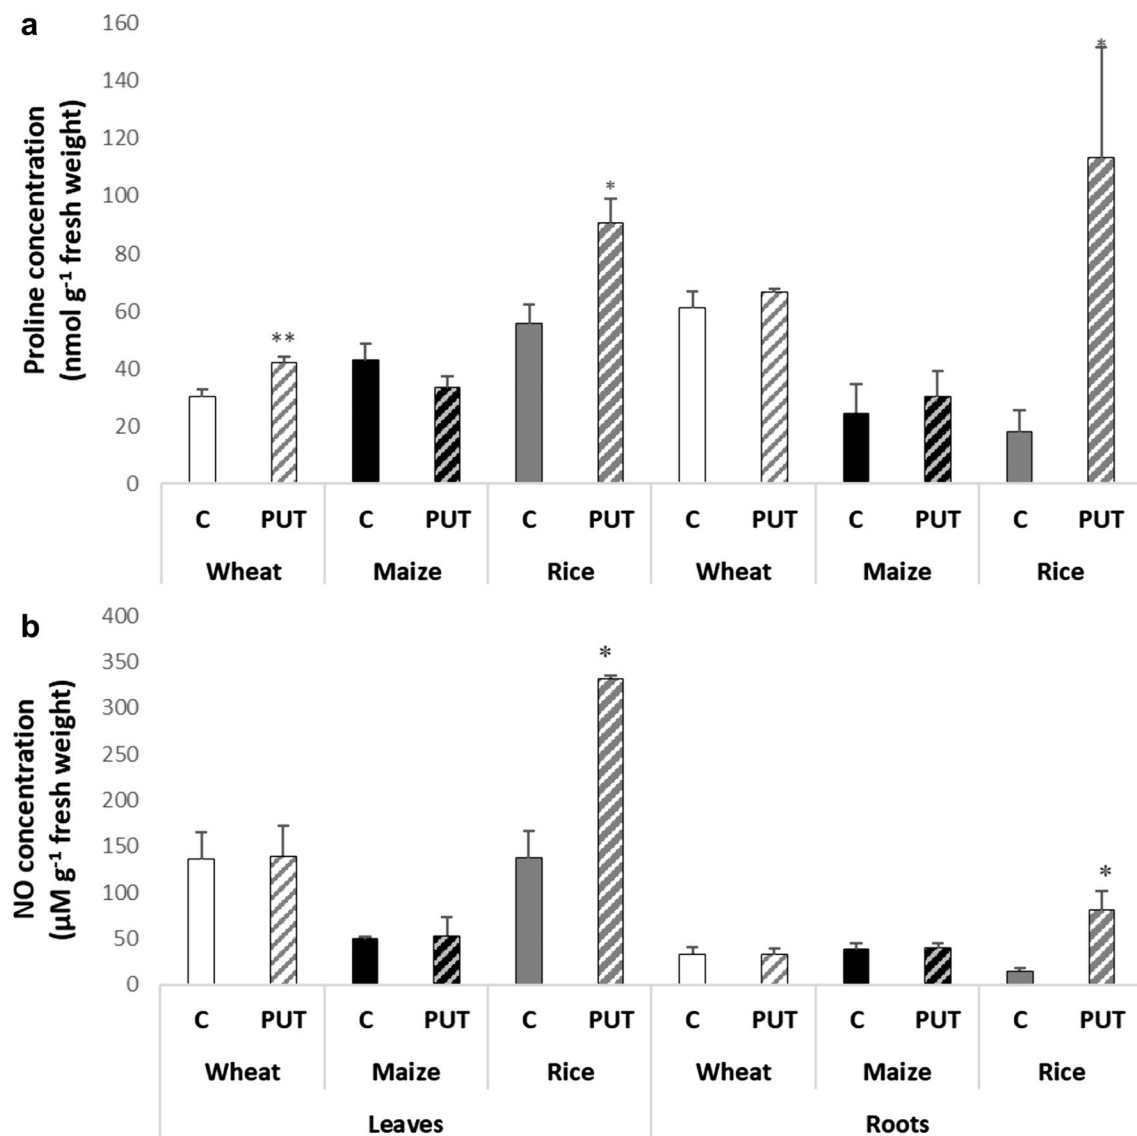 a
Proline concentration
(nmol g⁻¹ fresh weight)
160
140
120
100
80
60
40
20
0
**
*
*
C PUT C PUT C PUT C PUT C PUT C PUT
Wheat Maize Rice Wheat Maize Rice
b
NO concentration
(µM g⁻¹ fresh weight)
400
350
300
250
200
150
100
50
0
*
*
C PUT C PUT C PUT C PUT C PUT C PUT
Wheat Maize Rice Wheat Maize Rice
Leaves Roots